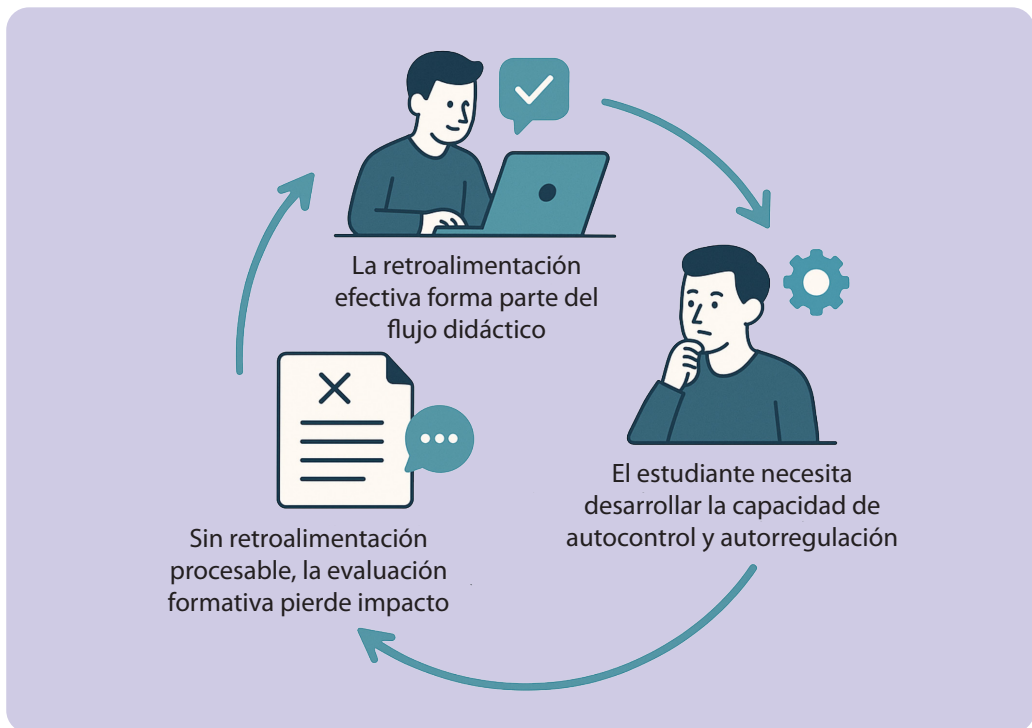 La retroalimentación
efectiva forma parte del
flujo didáctico
El estudiante necesita
desarrollar la capacidad de
autocontrol y autorregulación
Sin retroalimentación
procesable, la evaluación
formativa pierde impacto